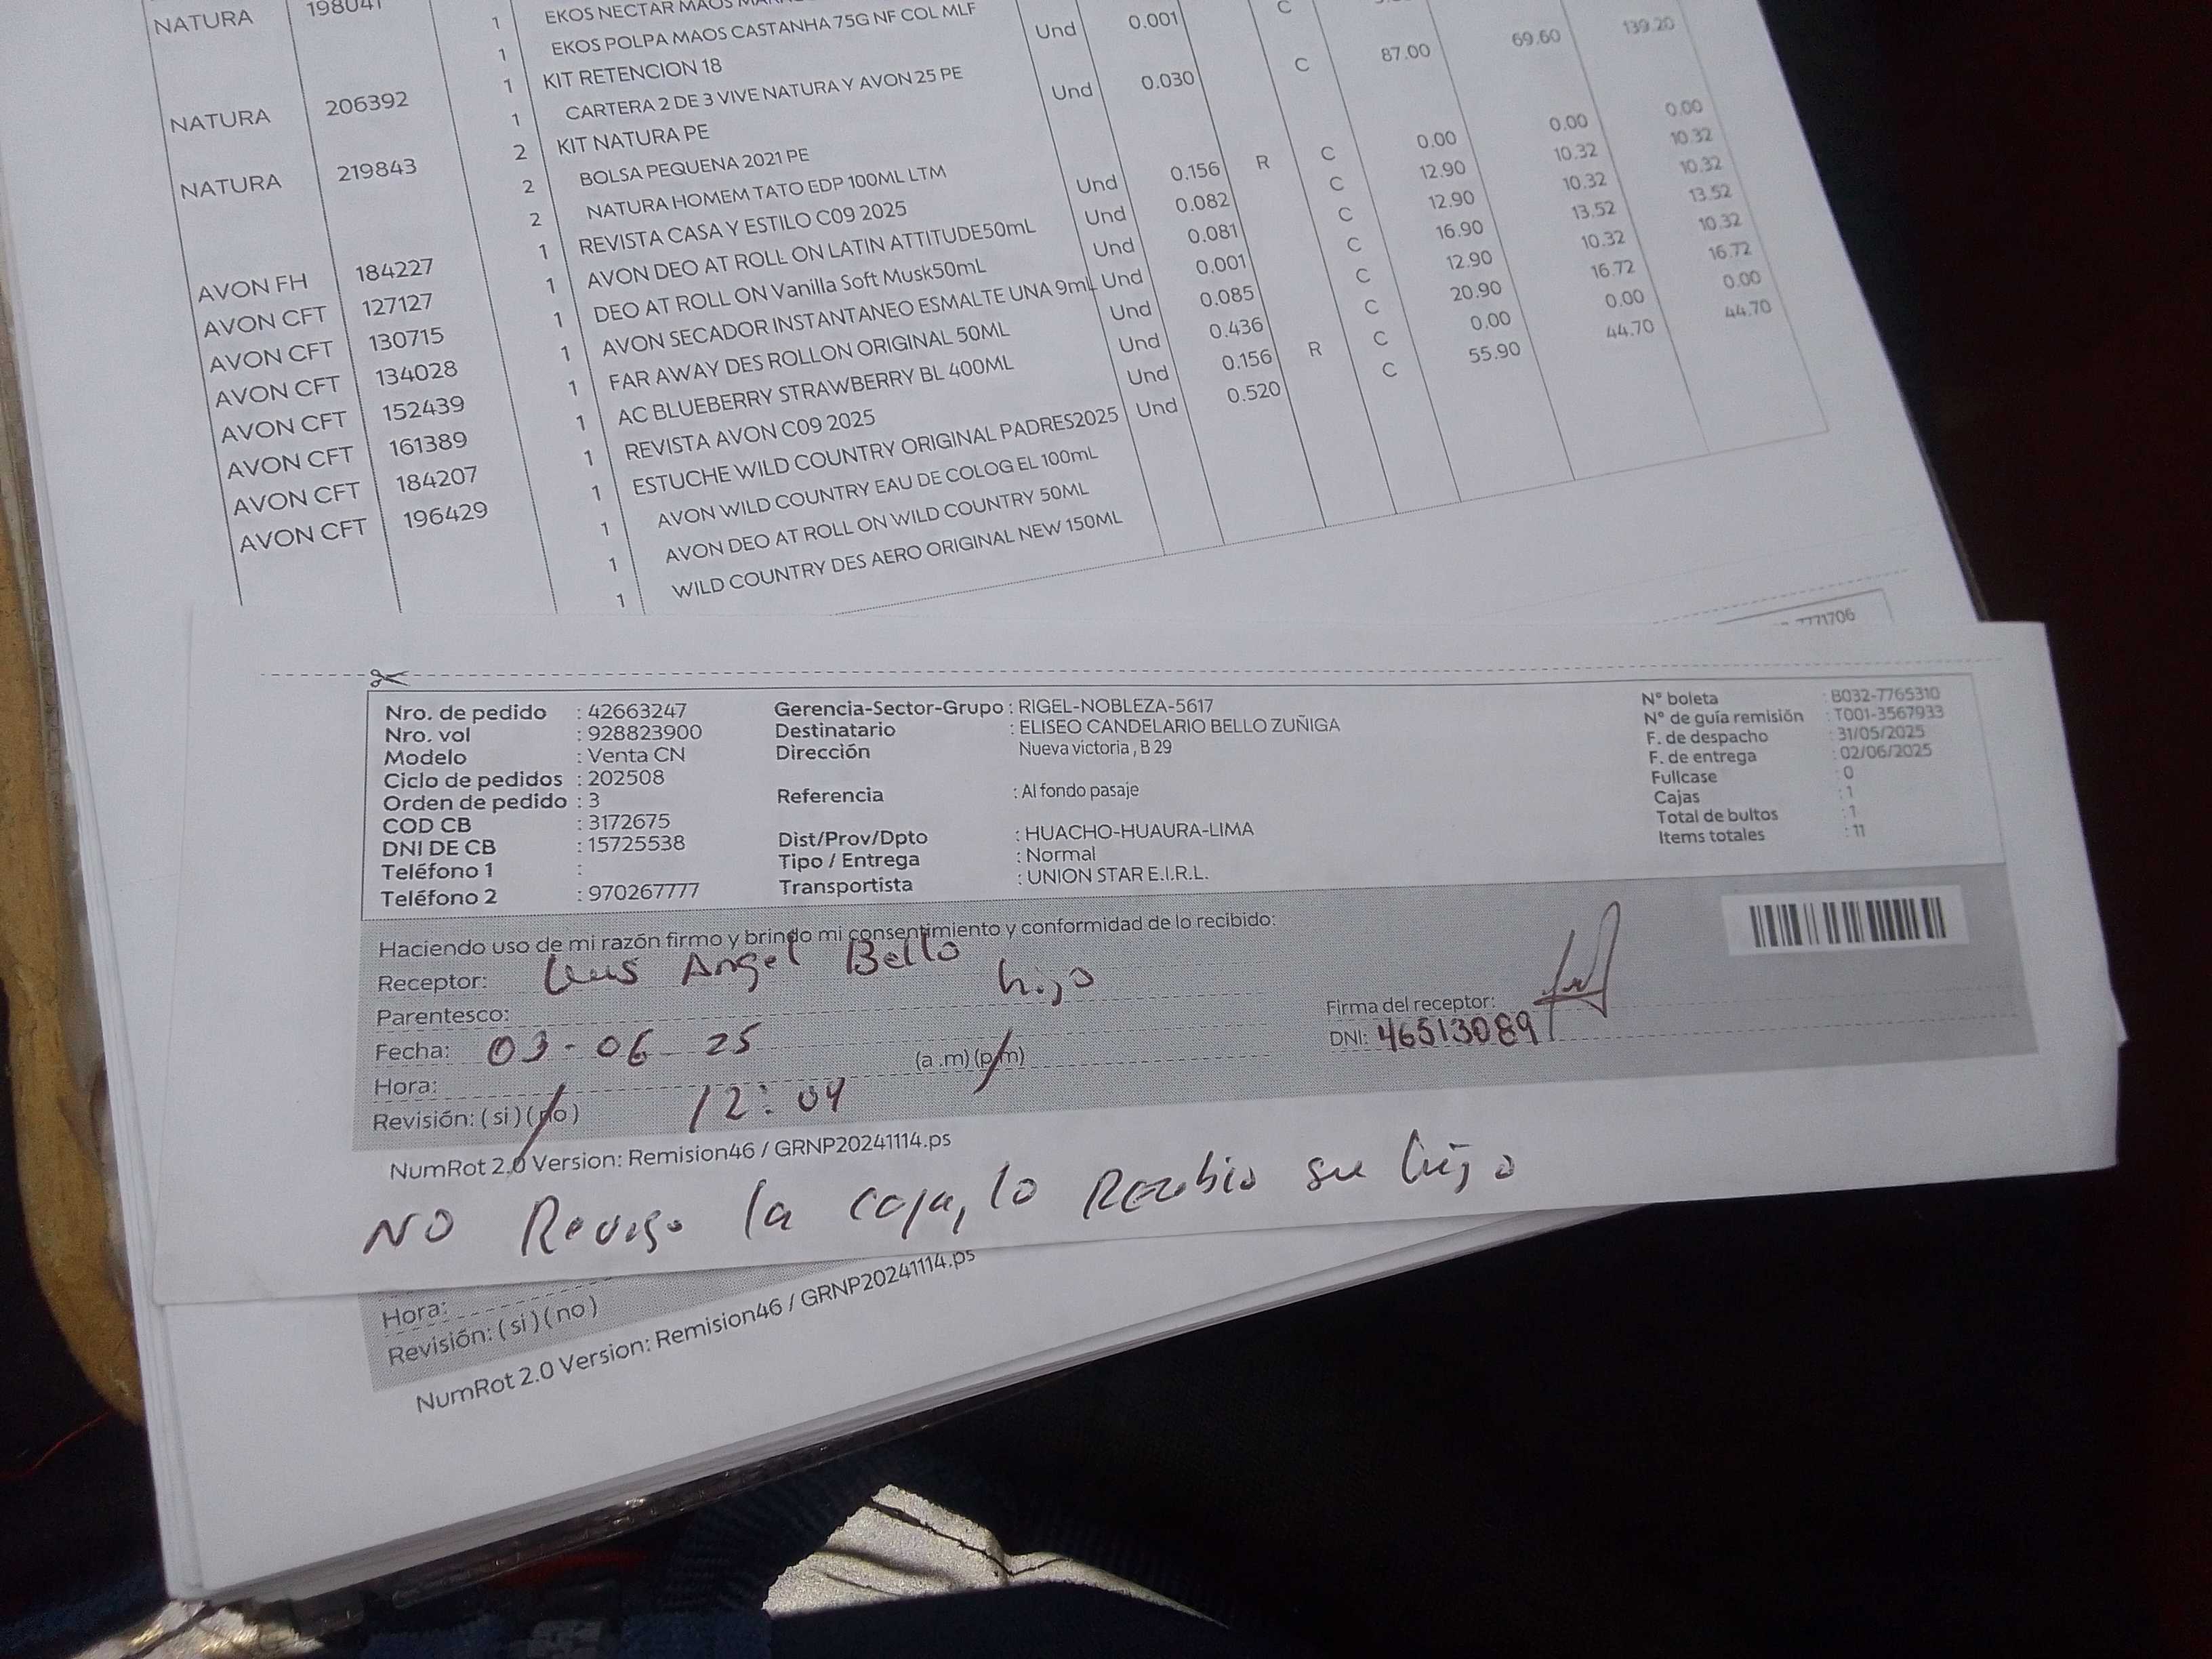 NATURA 198041 1 EKOS NECTAR MAOS
1 EKOS POLPA MAOS CASTANHA 75G NF COL MLF
NATURA 206392 1 KIT RETENCION 18 Und 0.001 C
1 CARTERA 2 DE 3 VIVE NATURA Y AVON 25 PE
NATURA 219843 2 KIT NATURA PE Und 0.030 C 87.00 69.60 139.20
2 BOLSA PEQUENA 2021 PE
2 NATURA HOMEM TATO EDP 100ML LTM
AVON FH 184227 1 REVISTA CASA Y ESTILO C09 2025 Und 0.156 R C 0.00 0.00 0.00
AVON CFT 127127 1 AVON DEO AT ROLL ON LATIN ATTITUDE50mL Und 0.082 C 12.90 10.32 10.32
AVON CFT 130715 1 DEO AT ROLL ON Vanilla Soft Musk50mL Und 0.081 C 12.90 10.32 10.32
AVON CFT 134028 1 AVON SECADOR INSTANTANEO ESMALTE UNA 9mL Und 0.001 C 16.90 13.52 13.52
AVON CFT 152439 1 FAR AWAY DES ROLLON ORIGINAL 50ML Und 0.085 C 12.90 10.32 10.32
AVON CFT 161389 1 AC BLUEBERRY STRAWBERRY BL 400ML Und 0.436 C 20.90 16.72 16.72
AVON CFT 184207 1 REVISTA AVON C09 2025 Und 0.156 R C 0.00 0.00 0.00
AVON CFT 196429 1 ESTUCHE WILD COUNTRY ORIGINAL PADRES2025 Und 0.520 C 55.90 44.70 44.70
1 AVON WILD COUNTRY EAU DE COLOG EL 100mL
1 AVON DEO AT ROLL ON WILD COUNTRY 50ML
1 WILD COUNTRY DES AERO ORIGINAL NEW 150ML
7771706
Nro. de pedido : 42663247 Gerencia-Sector-Grupo : RIGEL-NOBLEZA-5617 N° boleta : B032-7765310
Nro. vol : 928823900 Destinatario : ELISEO CANDELARIO BELLO ZUÑIGA N° de guía remisión : T001-3567933
Modelo : Venta CN Dirección Nueva victoria , B 29 F. de despacho : 31/05/2025
Ciclo de pedidos : 202508 F. de entrega : 02/06/2025
Orden de pedido : 3 Referencia : Al fondo pasaje Fullcase : 0
COD CB : 3172675 Cajas : 1
DNI DE CB : 15725538 Dist/Prov/Dpto : HUACHO-HUAURA-LIMA Total de bultos : 1
Teléfono 1 : Tipo / Entrega : Normal Items totales : 11
Teléfono 2 : 970267777 Transportista : UNION STAR E.I.R.L.
Haciendo uso de mi razón firmo y brindo mi consentimiento y conformidad de lo recibido:
Receptor: Luis Angel Bello
Parentesco: hijo Firma del receptor:
Fecha: 03-06-25 DNI: 46513089
Hora: 12:04 (a .m) (p.m)
Revisión: ( si ) ( no )
NumRot 2.0 Version: Remision46 / GRNP20241114.ps
NO Reviso la caja, lo Recibio su hijo
Hora:
Revisión: ( si ) ( no )
NumRot 2.0 Version: Remision46 / GRNP20241114.ps